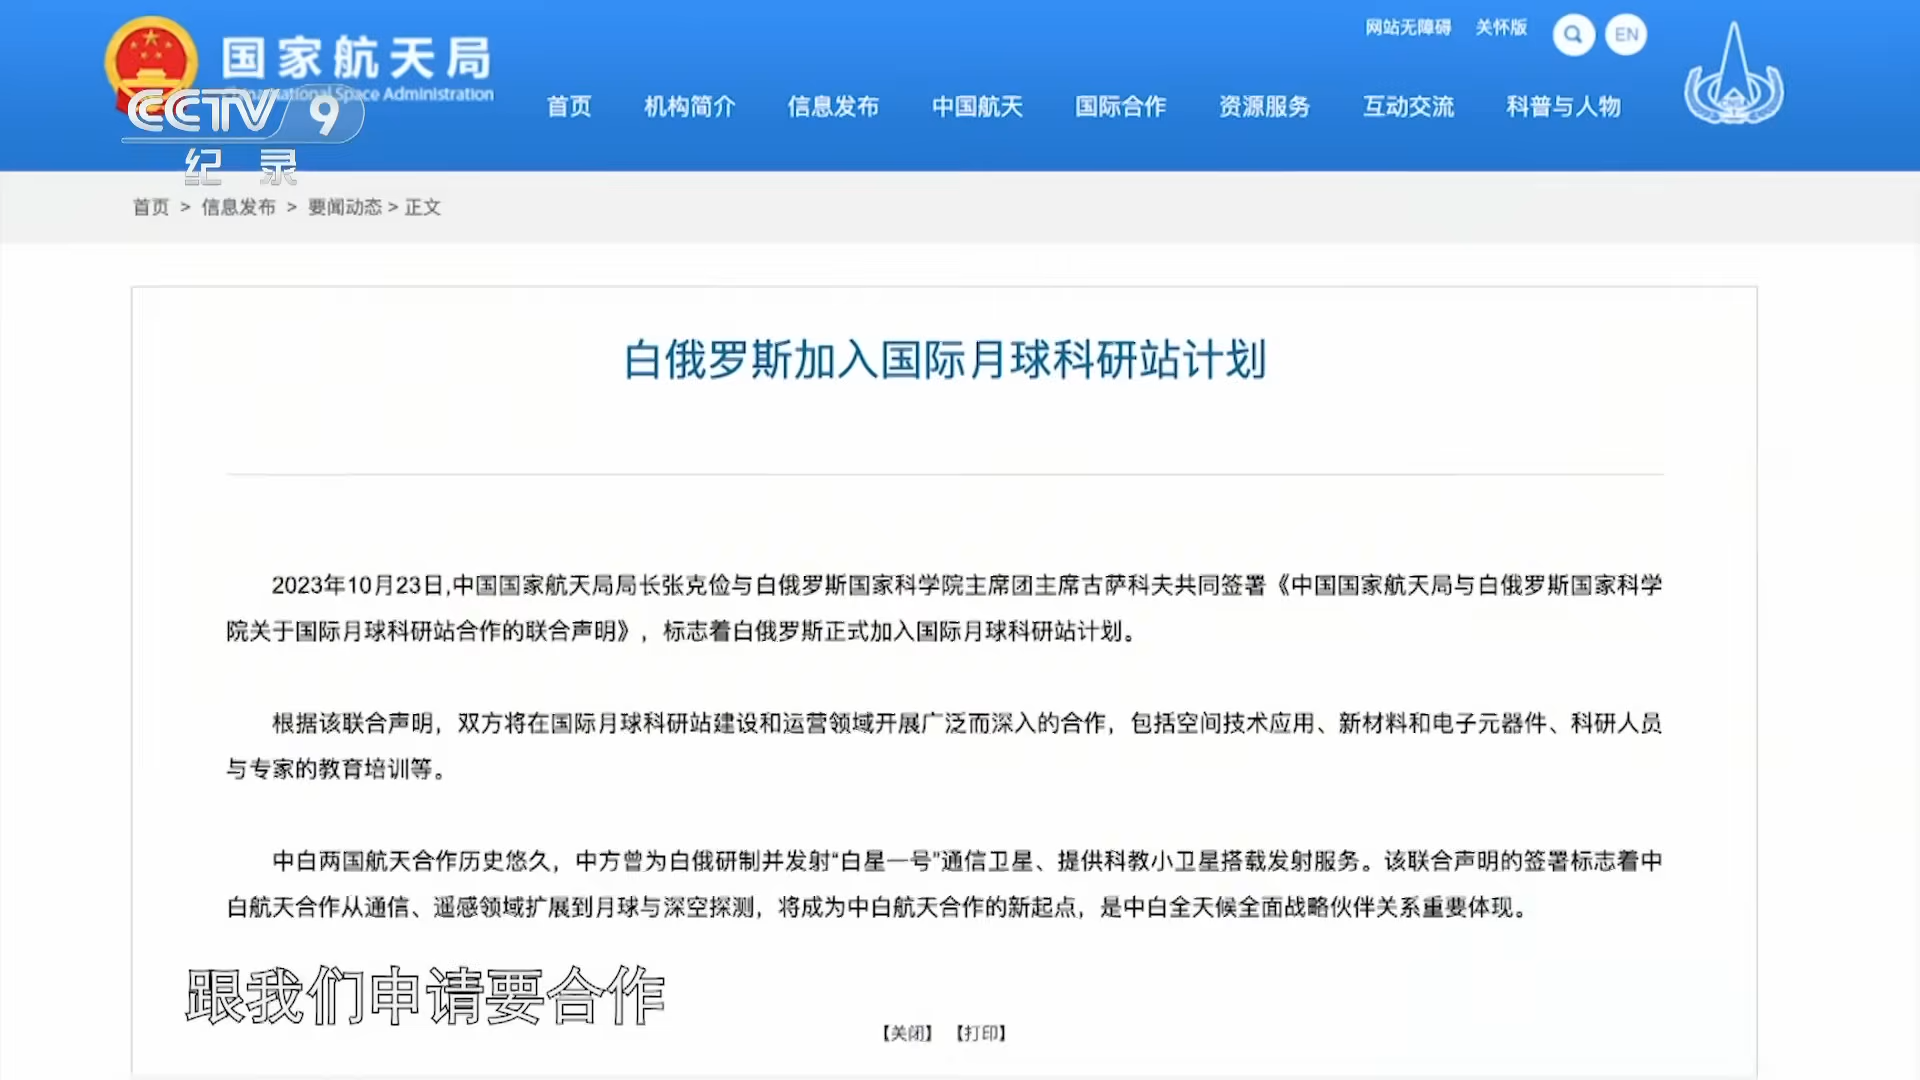 网站无障碍 关怀版 EN
国家航天局
National Space Administration
CCTV 9
纪录
首页 机构简介 信息发布 中国航天 国际合作 资源服务 互动交流 科普与人物
首页 > 信息发布 > 要闻动态 > 正文
白俄罗斯加入国际月球科研站计划
2023年10月23日,中国国家航天局局长张克俭与白俄罗斯国家科学院主席团主席古萨科夫共同签署《中国国家航天局与白俄罗斯国家科学
院关于国际月球科研站合作的联合声明》，标志着白俄罗斯正式加入国际月球科研站计划。
根据该联合声明，双方将在国际月球科研站建设和运营领域开展广泛而深入的合作，包括空间技术应用、新材料和电子元器件、科研人员
与专家的教育培训等。
中白两国航天合作历史悠久，中方曾为白俄研制并发射“白星一号”通信卫星、提供科教小卫星搭载发射服务。该联合声明的签署标志着中
白航天合作从通信、遥感领域扩展到月球与深空探测，将成为中白航天合作的新起点，是中白全天候全面战略伙伴关系重要体现。
跟我们申请要合作
【关闭】 【打印】